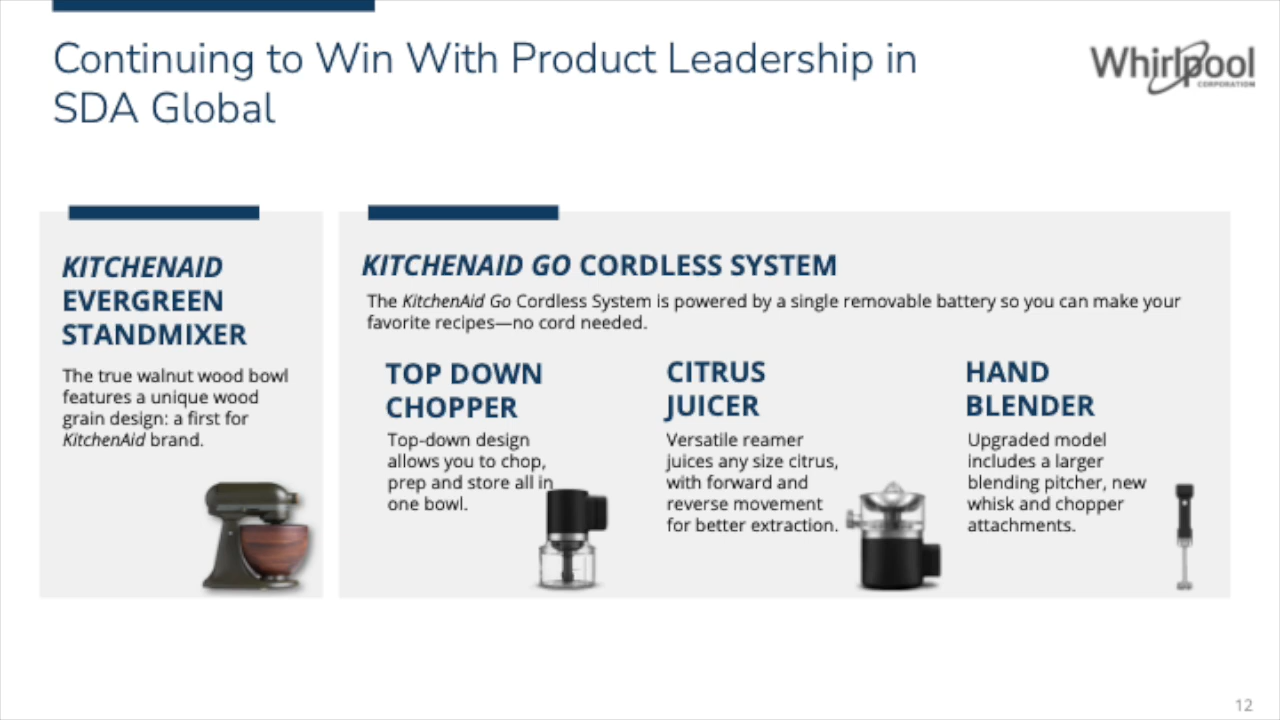 Continuing to Win With Product Leadership in
SDA Global
Whirlpool
CORPORATION
KITCHENAID
EVERGREEN
STANDMIXER
The true walnut wood bowl
features a unique wood
grain design: a first for
KitchenAid brand.
KITCHENAID GO CORDLESS SYSTEM
The KitchenAid Go Cordless System is powered by a single removable battery so you can make your
favorite recipes—no cord needed.
TOP DOWN
CHOPPER
Top-down design
allows you to chop,
prep and store all in
one bowl.
CITRUS
JUICER
Versatile reamer
juices any size citrus,
with forward and
reverse movement
for better extraction.
HAND
BLENDER
Upgraded model
includes a larger
blending pitcher, new
whisk and chopper
attachments.
12